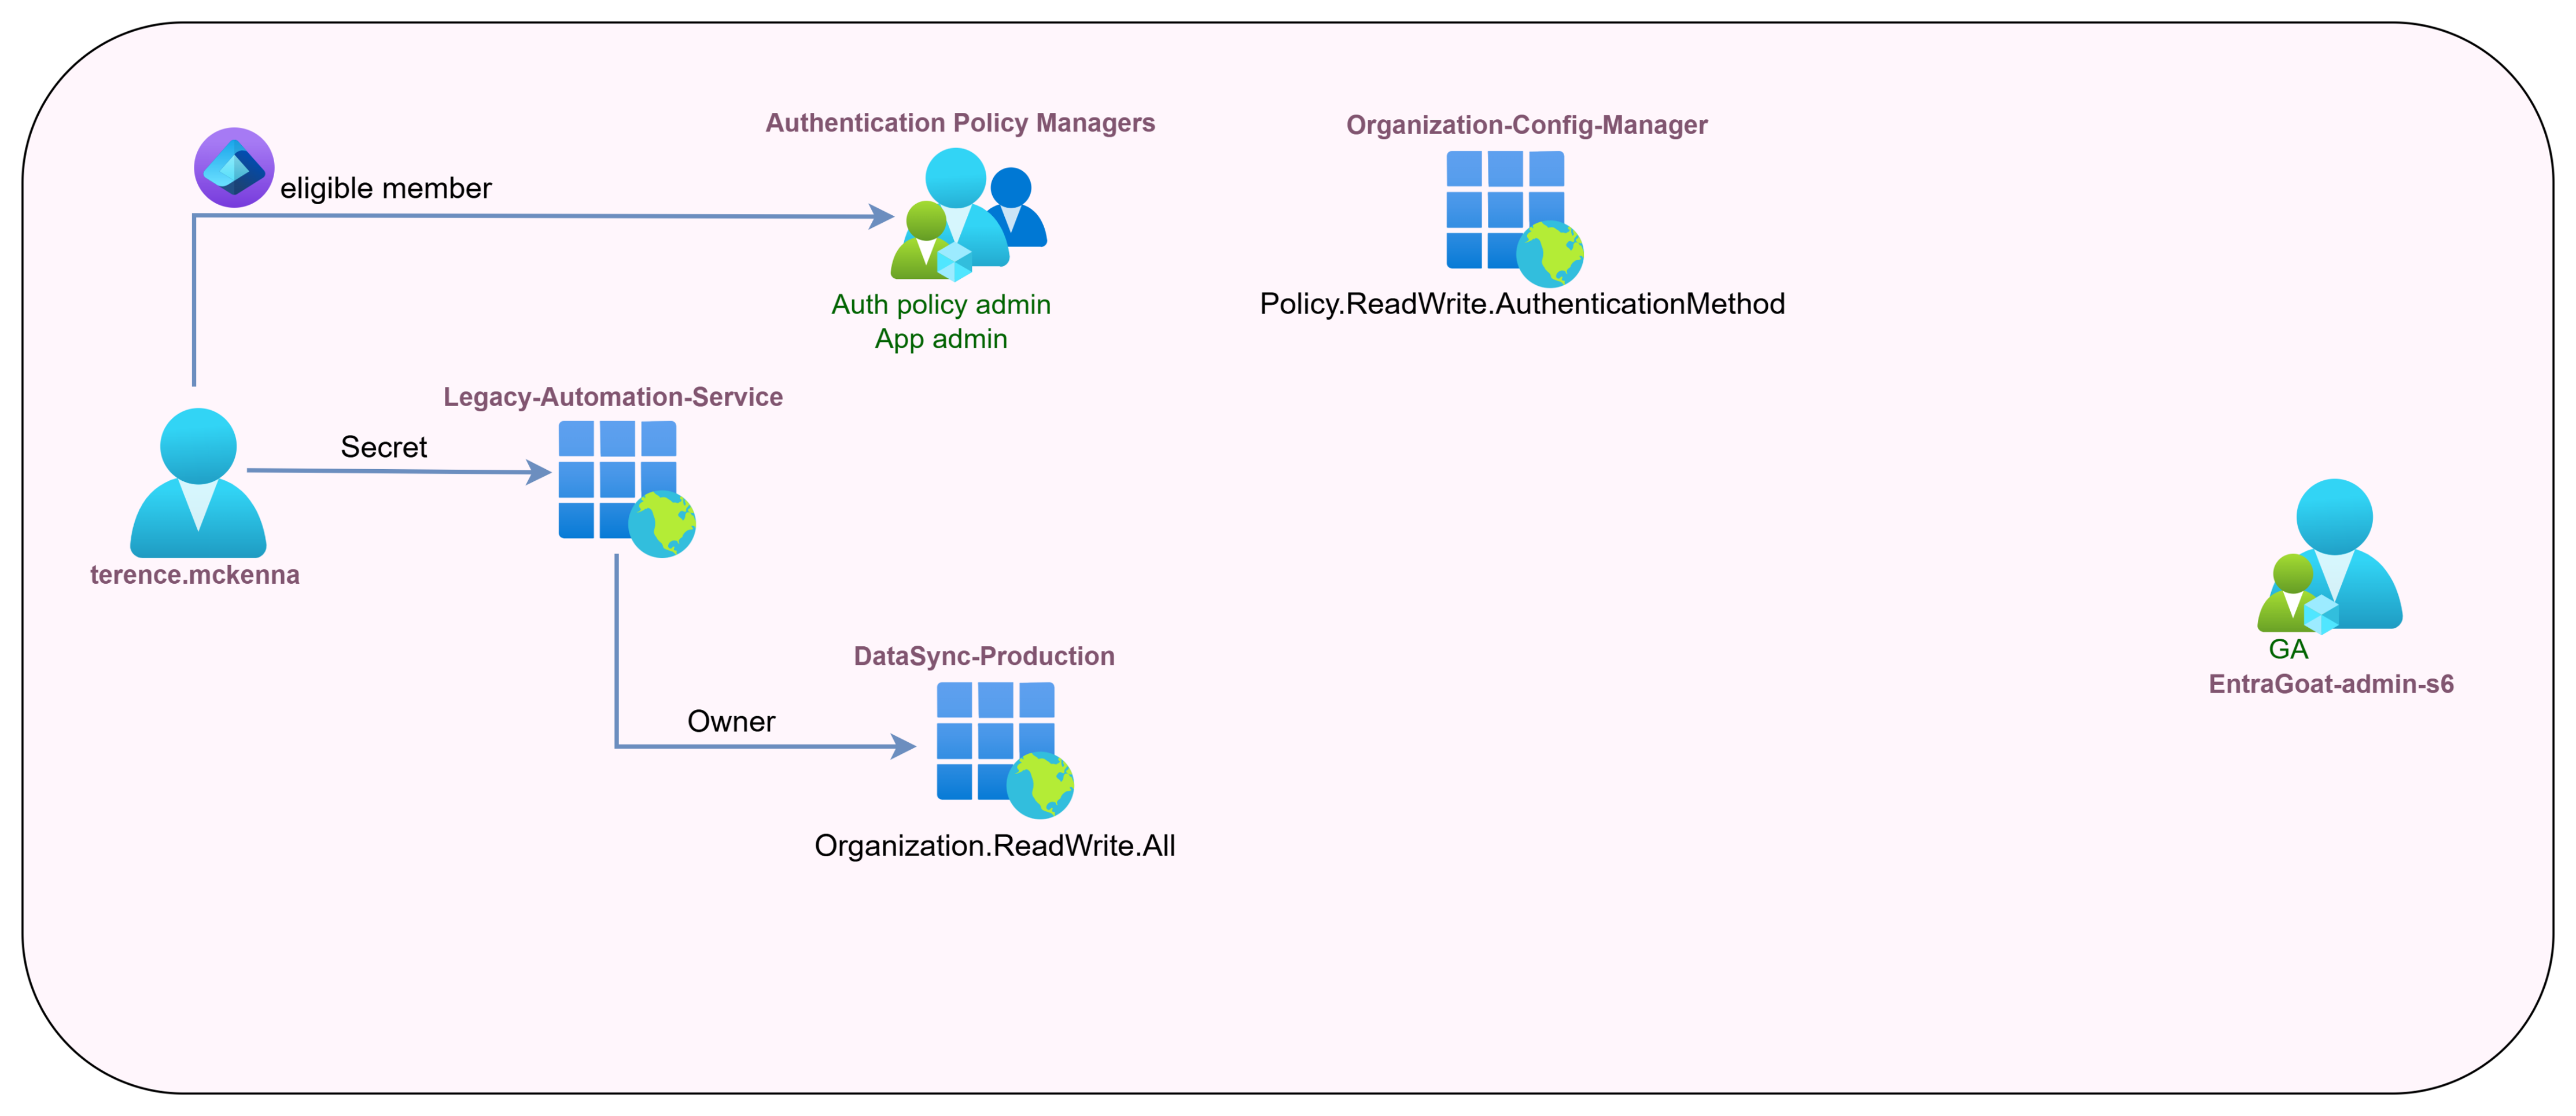 Authentication Policy Managers
Organization-Config-Manager
eligible member
Auth policy admin
App admin
Policy.ReadWrite.AuthenticationMethod
Legacy-Automation-Service
Secret
terence.mckenna
DataSync-Production
Owner
Organization.ReadWrite.All
GA
EntraGoat-admin-s6